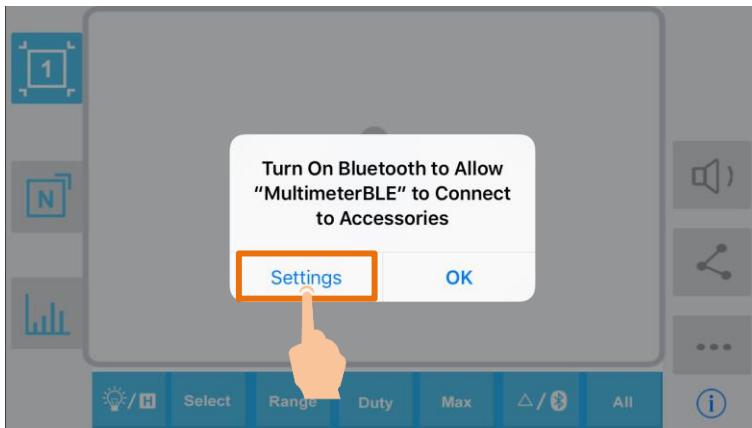 1
Turn On Bluetooth to Allow
“MultimeterBLE” to Connect
to Accessories
N
Settings OK
/H Select Range Duty Max △/ All i